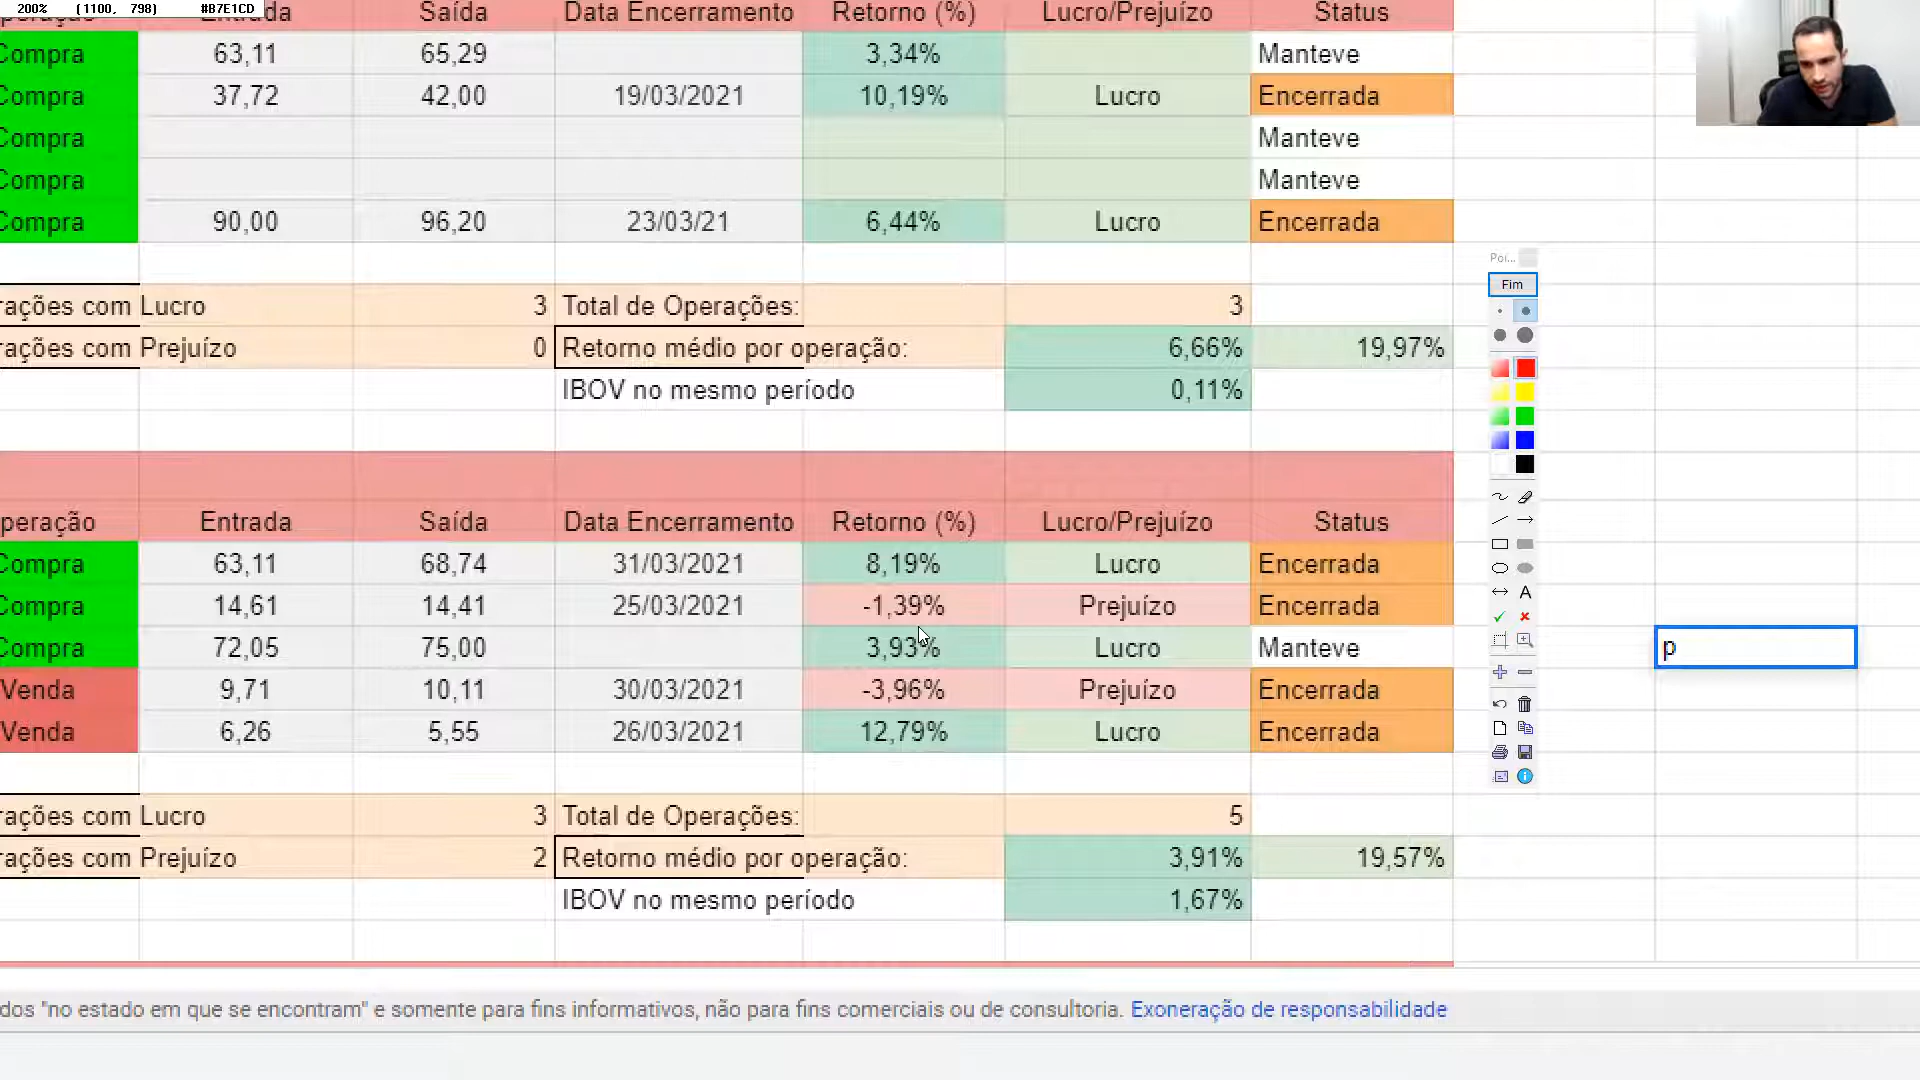 200% (1100, 798) #B7E1CD
peração Entrada Saída Data Encerramento Retorno (%) Lucro/Prejuízo Status
Compra 63,11 65,29 3,34% Manteve
Compra 37,72 42,00 19/03/2021 10,19% Lucro Encerrada
Compra Manteve
Compra Manteve
Compra 90,00 96,20 23/03/21 6,44% Lucro Encerrada
Poi...
Fim
rações com Lucro 3 Total de Operações: 3
rações com Prejuízo 0 Retorno médio por operação: 6,66% 19,97%
IBOV no mesmo período 0,11%
peração Entrada Saída Data Encerramento Retorno (%) Lucro/Prejuízo Status
Compra 63,11 68,74 31/03/2021 8,19% Lucro Encerrada
Compra 14,61 14,41 25/03/2021 -1,39% Prejuízo Encerrada
A
Compra 72,05 75,00 3,93% Lucro Manteve p
Venda 9,71 10,11 30/03/2021 -3,96% Prejuízo Encerrada
Venda 6,26 5,55 26/03/2021 12,79% Lucro Encerrada
rações com Lucro 3 Total de Operações: 5
rações com Prejuízo 2 Retorno médio por operação: 3,91% 19,57%
IBOV no mesmo período 1,67%
dos "no estado em que se encontram" e somente para fins informativos, não para fins comerciais ou de consultoria. Exoneração de responsabilidade